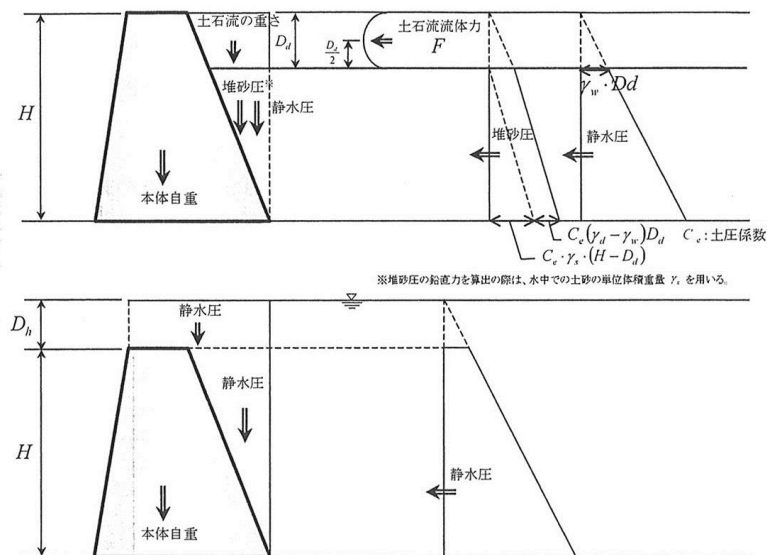 土石流の重さ
D_d
D_d/2
土石流流体力
F
H
堆砂圧※
静水圧
γ_w・Dd
堆砂圧
静水圧
本体自重
C_e(γ_d−γ_w)D_d
C_e:土圧係数
C_e・γ_s・(H−D_d)
※堆砂圧の鉛直力を算出の際は、水中での土砂の単位体積重量 γ_s を用いる。
D_h
静水圧
静水圧
H
静水圧
本体自重